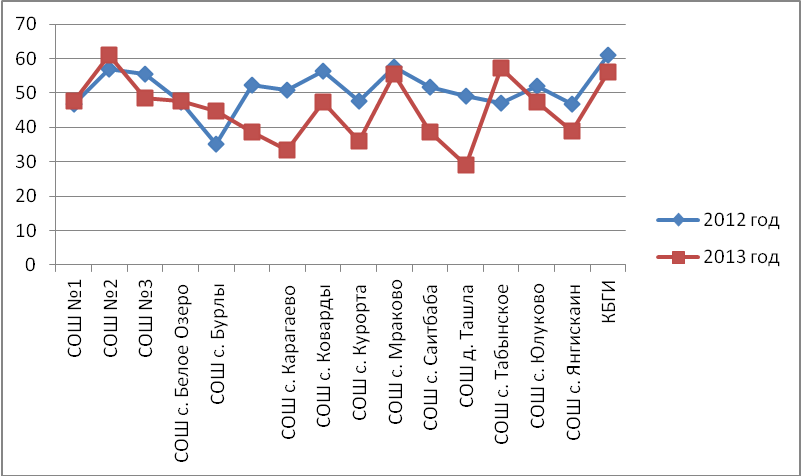 70
60
50
40
30
20
10
0
СОШ №1
СОШ №2
СОШ №3
СОШ с. Белое Озеро
СОШ с. Бурлы
СОШ с. Карагаево
СОШ с. Коварды
СОШ с. Курорта
СОШ с. Мраково
СОШ с. Саитбаба
СОШ д. Ташла
СОШ с. Табынское
СОШ с. Юлуково
СОШ с. Янгискаин
КБГИ
2012 год
2013 год